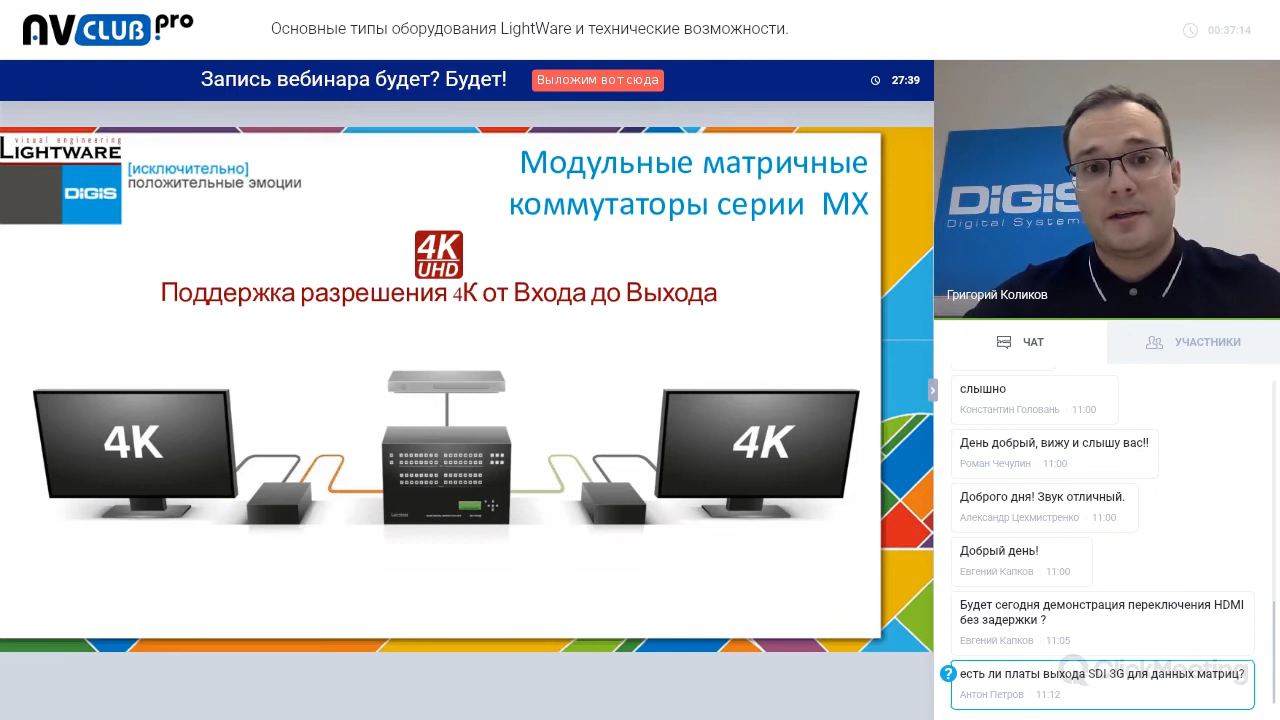 AVCLUB.pro
Основные типы оборудования LightWare и технические возможности.
00:37:14
Запись вебинара будет? Будет!
Выложим вот сюда
27:39
visual engineering
LIGHTWARE
DiGiS
[исключительно]
положительные эмоции
Модульные матричные
коммутаторы серии MX
4K
UHD
Поддержка разрешения 4К от Входа до Выхода
4K
4K
DiGiS
Digital System
Григорий Коликов
ЧАТ
УЧАСТНИКИ
слышно
Константин Головань 11:00
День добрый, вижу и слышу вас!!
Роман Чечулин 11:00
Доброго дня! Звук отличный.
Александр Цехмистренко 11:00
Добрый день!
Евгений Капков 11:00
Будет сегодня демонстрация переключения HDMI
без задержки ?
Евгений Капков 11:05
ClickMeeting
? есть ли платы выхода SDI 3G для данных матриц?
Антон Петров 11:12